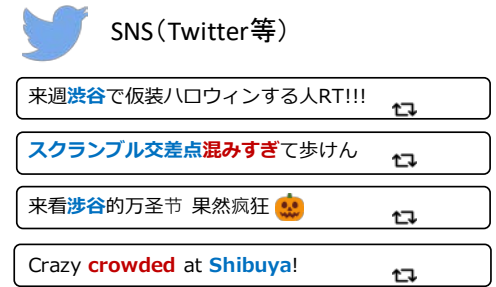 SNS(Twitter等)
来週渋谷で仮装ハロウィンする人RT!!!
スクランブル交差点混みすぎて歩けん
来看涉谷的万圣节 果然疯狂🎃
Crazy crowded at Shibuya!